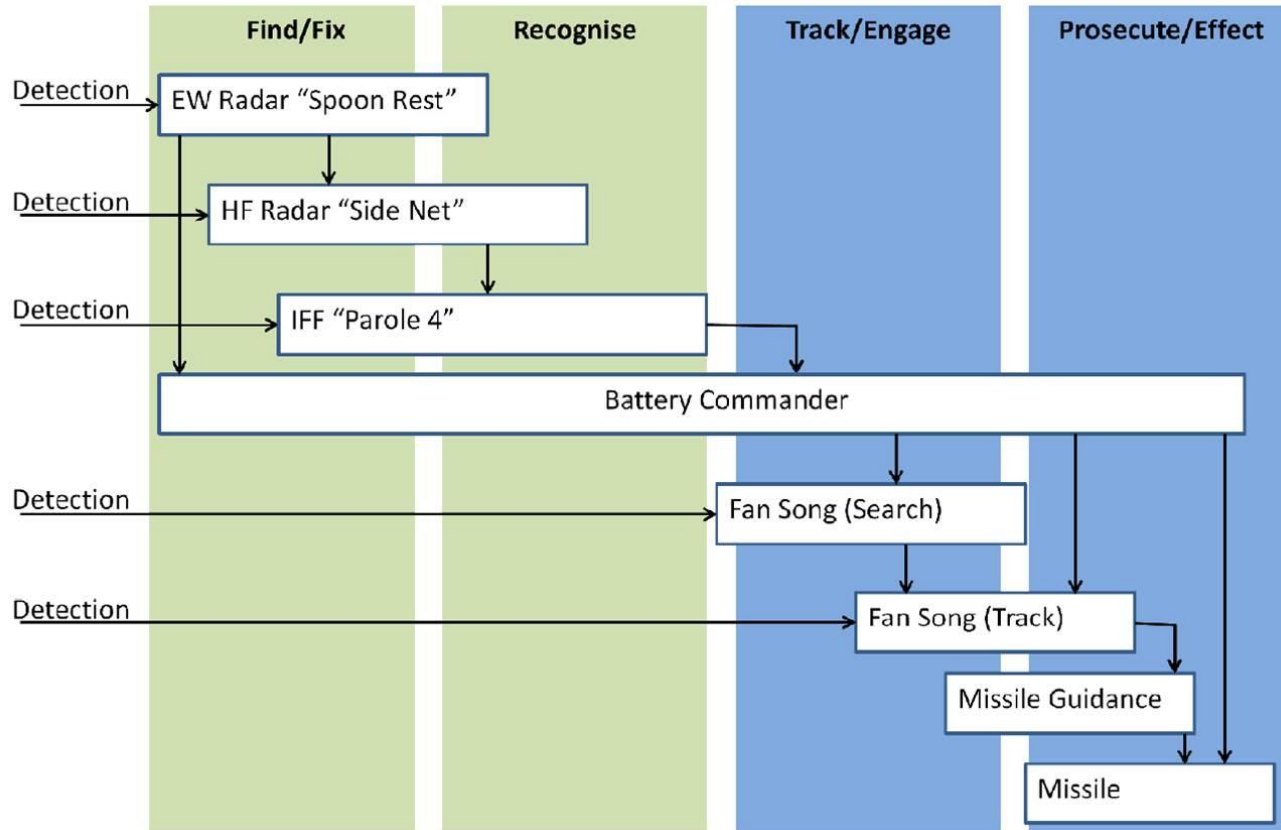 Find/Fix
Recognise
Track/Engage
Prosecute/Effect
Detection
EW Radar “Spoon Rest”
Detection
HF Radar “Side Net”
Detection
IFF “Parole 4”
Battery Commander
Detection
Fan Song (Search)
Detection
Fan Song (Track)
Missile Guidance
Missile